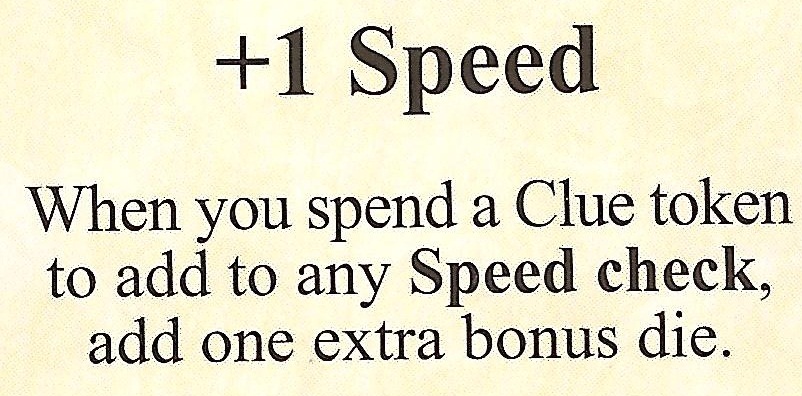 +1 Speed
When you spend a Clue token
to add to any Speed check,
add one extra bonus die.